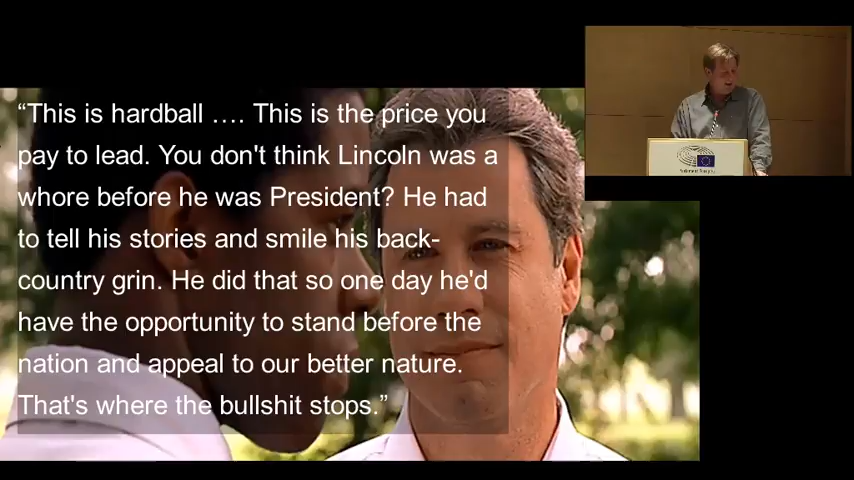 “This is hardball …. This is the price you
pay to lead. You don't think Lincoln was a
whore before he was President? He had
to tell his stories and smile his back-
country grin. He did that so one day he'd
have the opportunity to stand before the
nation and appeal to our better nature.
That's where the bullshit stops.”